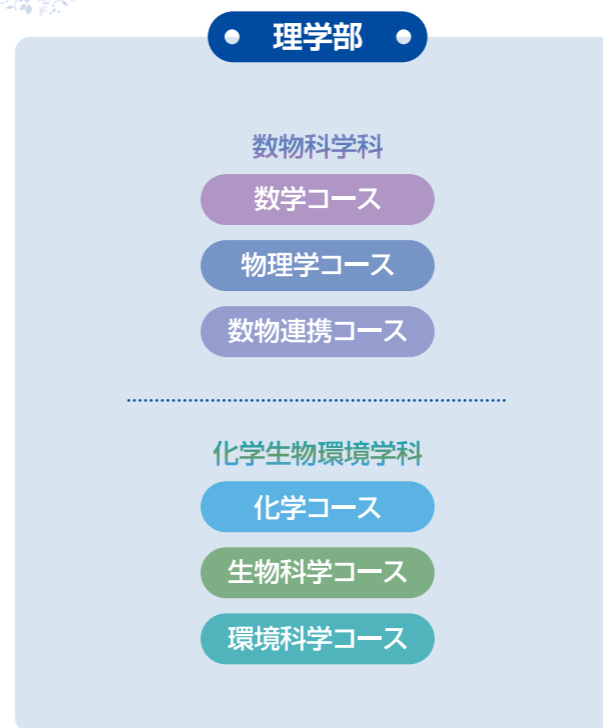 理学部
数物科学科
数学コース
物理学コース
数物連携コース
化学生物環境学科
化学コース
生物科学コース
環境科学コース